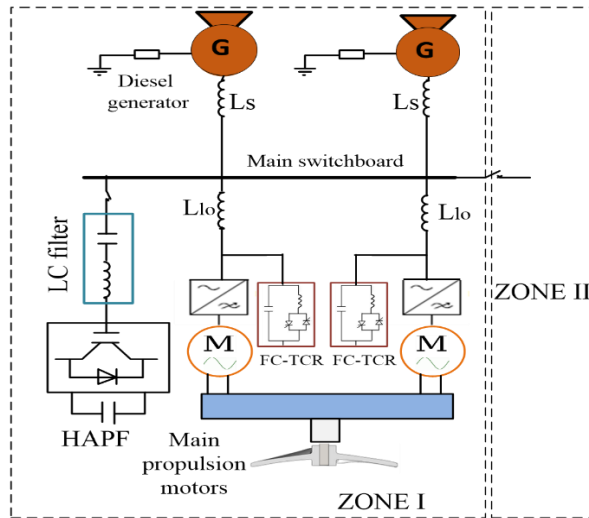 G
G
Diesel
generator
Ls
Ls
Main switchboard
Llo
Llo
LC filter
ZONE II
M
M
FC-TCR
FC-TCR
HAPF
Main
propulsion
motors
ZONE I